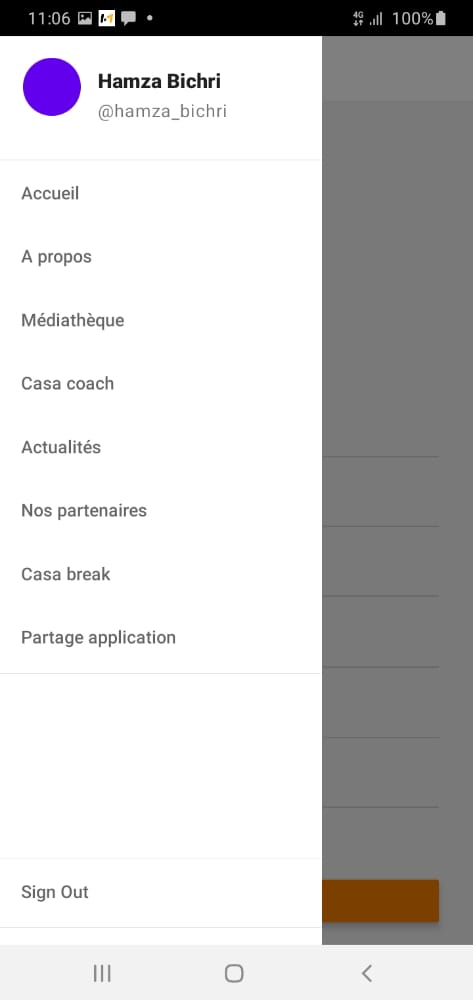 11:06
4G
100%
Hamza Bichri
@hamza_bichri
Accueil
A propos
Médiathèque
Casa coach
Actualités
Nos partenaires
Casa break
Partage application
Sign Out